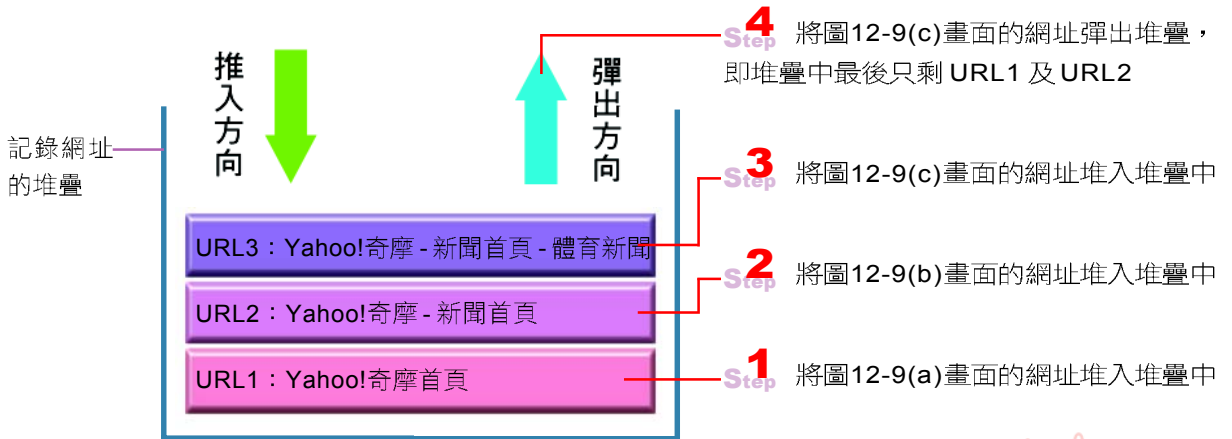 Step 4 將圖12-9(c)畫面的網址彈出堆疊，
即堆疊中最後只剩 URL1 及 URL2
推入方向
彈出方向
記錄網址
的堆疊
Step 3 將圖12-9(c)畫面的網址堆入堆疊中
URL3：Yahoo!奇摩 - 新聞首頁 - 體育新聞
Step 2 將圖12-9(b)畫面的網址堆入堆疊中
URL2：Yahoo!奇摩 - 新聞首頁
Step 1 將圖12-9(a)畫面的網址堆入堆疊中
URL1：Yahoo!奇摩首頁